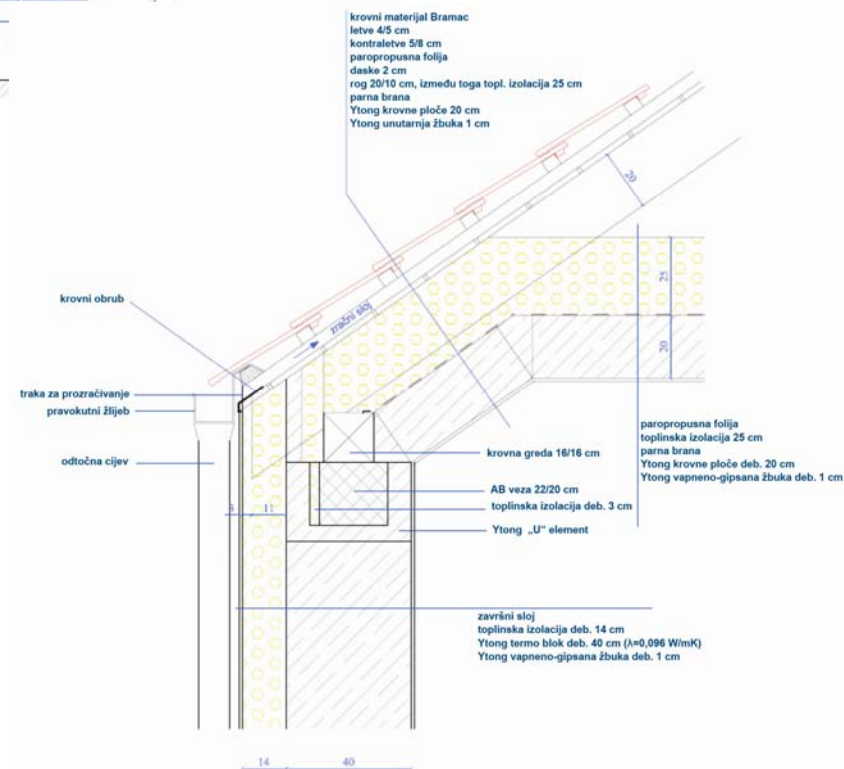 krovni materijal Bramac
letve 4/5 cm
kontraletve 5/8 cm
paropropusna folija
daske 2 cm
rog 20/10 cm, između toga topl. izolacija 25 cm
parna brana
Ytong krovne ploče 20 cm
Ytong unutarnja žbuka 1 cm
20
25
20
krovni obrub
zračni sloj
traka za prozračivanje
pravokutni žlijeb
odtočna cijev
krovna greda 16/16 cm
AB veza 22/20 cm
toplinska izolacija deb. 3 cm
Ytong „U" element
paropropusna folija
toplinska izolacija 25 cm
parna brana
Ytong krovne ploče deb. 20 cm
Ytong vapneno-gipsana žbuka deb. 1 cm
11
završni sloj
toplinska izolacija deb. 14 cm
Ytong termo blok deb. 40 cm (λ=0,096 W/mK)
Ytong vapneno-gipsana žbuka deb. 1 cm
14
40